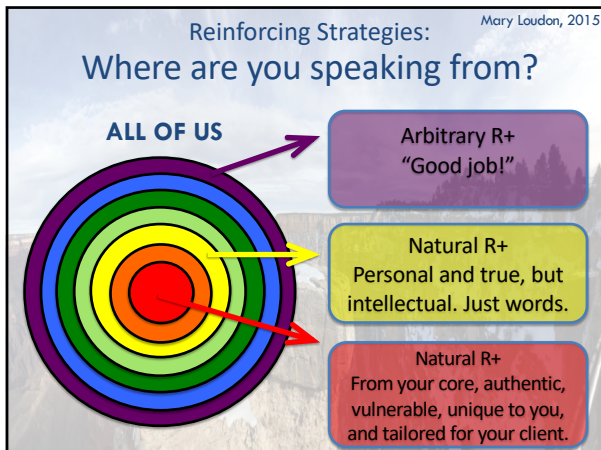 Mary Loudon, 2015
Reinforcing Strategies:
Where are you speaking from?
ALL OF US
Arbitrary R+
“Good job!”
Natural R+
Personal and true, but
intellectual. Just words.
Natural R+
From your core, authentic,
vulnerable, unique to you,
and tailored for your client.